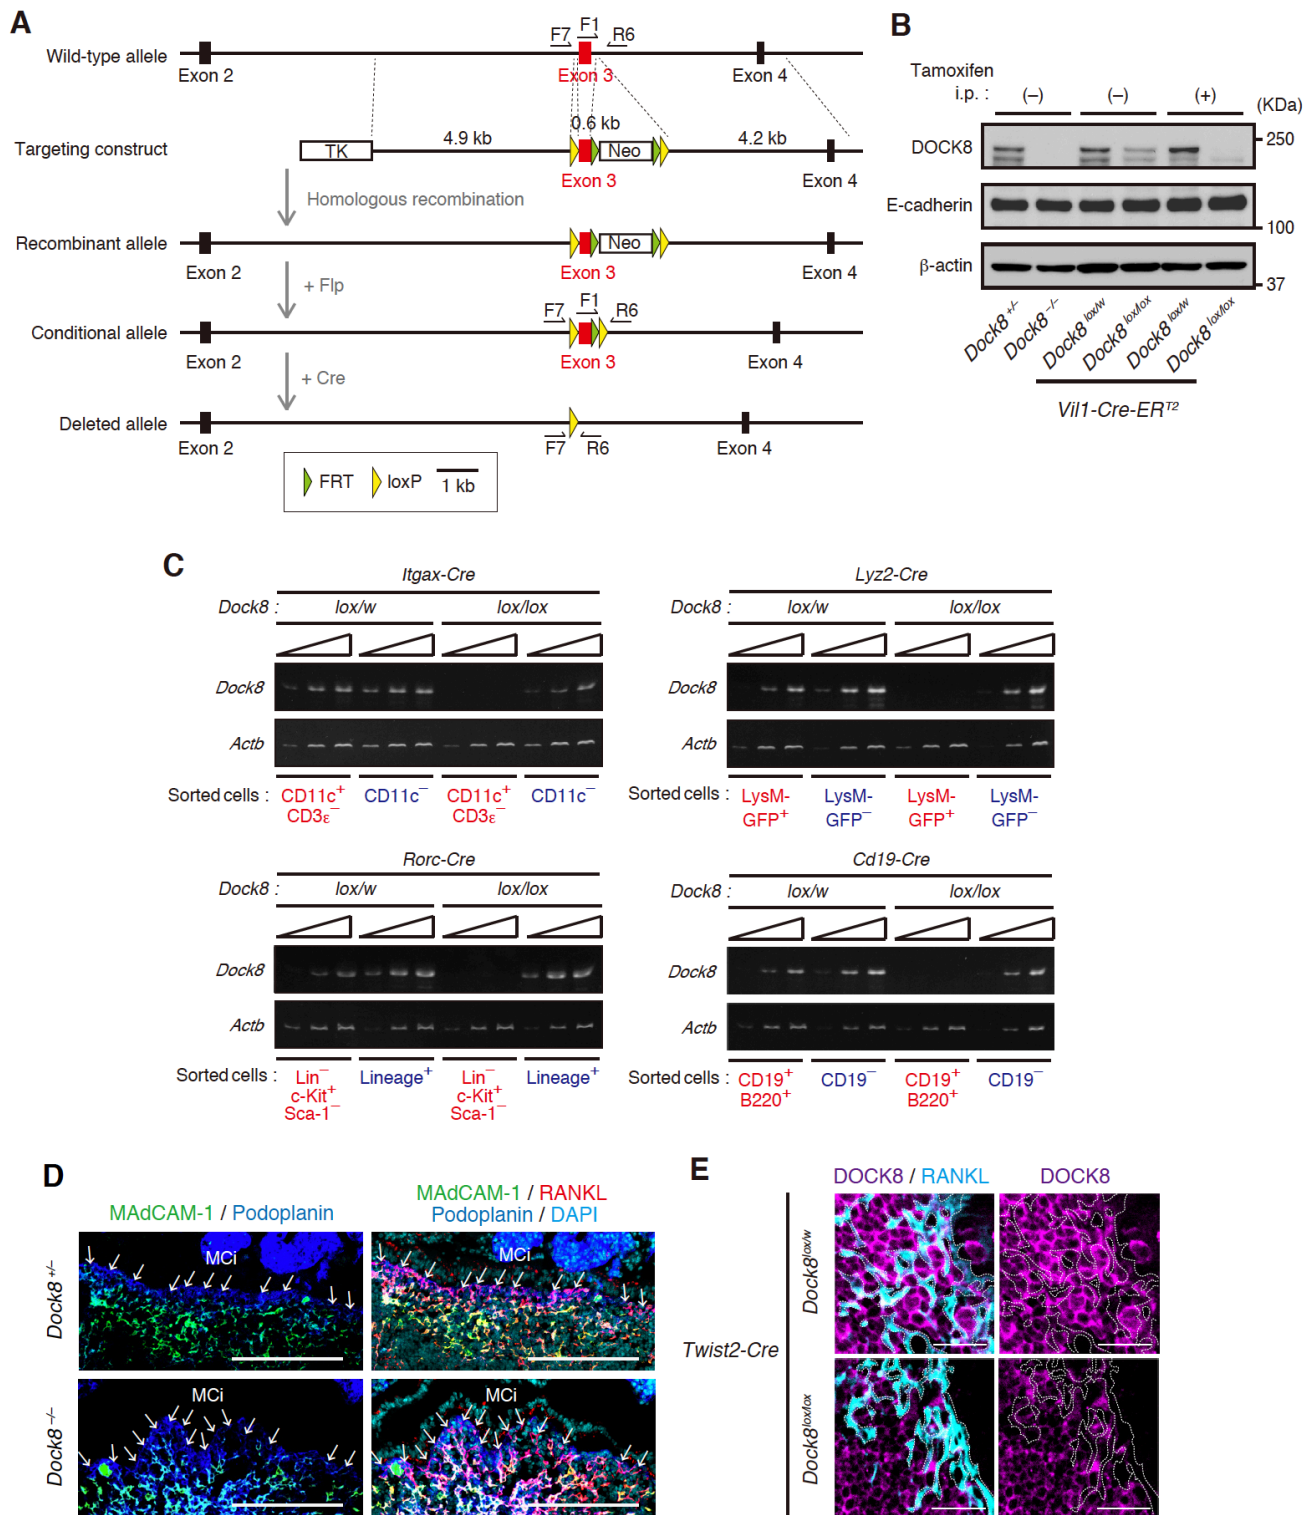 A
F7 F1 R6
Wild-type allele
Exon 2 Exon 3 Exon 4
0.6 kb
4.9 kb 4.2 kb
Targeting construct TK Neo
Exon 3 Exon 4
Homologous recombination
Recombinant allele Neo
Exon 2 Exon 3 Exon 4
+ Flp
F7 F1 R6
Conditional allele
Exon 2 Exon 3 Exon 4
+ Cre
Deleted allele
Exon 2 F7 R6 Exon 4
FRT loxP 1 kb
B
Tamoxifen
i.p. : (–) (–) (+) (KDa)
DOCK8 250
E-cadherin
100
β-actin
37
Dock8+/– Dock8–/– Dock8lox/w Dock8lox/lox Dock8lox/w Dock8lox/lox
Vil1-Cre-ERT2
C
Itgax-Cre
Dock8 : lox/w lox/lox
Dock8
Actb
Sorted cells : CD11c+ CD11c– CD11c+ CD11c–
CD3ε– CD3ε–
Lyz2-Cre
Dock8 : lox/w lox/lox
Dock8
Actb
Sorted cells : LysM- LysM- LysM- LysM-
GFP+ GFP– GFP+ GFP–
Rorc-Cre
Dock8 : lox/w lox/lox
Dock8
Actb
Sorted cells : Lin– Lineage+ Lin– Lineage+
c-Kit+ c-Kit+
Sca-1– Sca-1–
Cd19-Cre
Dock8 : lox/w lox/lox
Dock8
Actb
Sorted cells : CD19+ CD19– CD19+ CD19–
B220+ B220+
D
MAdCAM-1 / Podoplanin
MAdCAM-1 / RANKL
Podoplanin / DAPI
Dock8+/–
MCi MCi
Dock8–/–
MCi MCi
E
DOCK8 / RANKL DOCK8
Twist2-Cre
Dock8lox/w
Dock8lox/lox